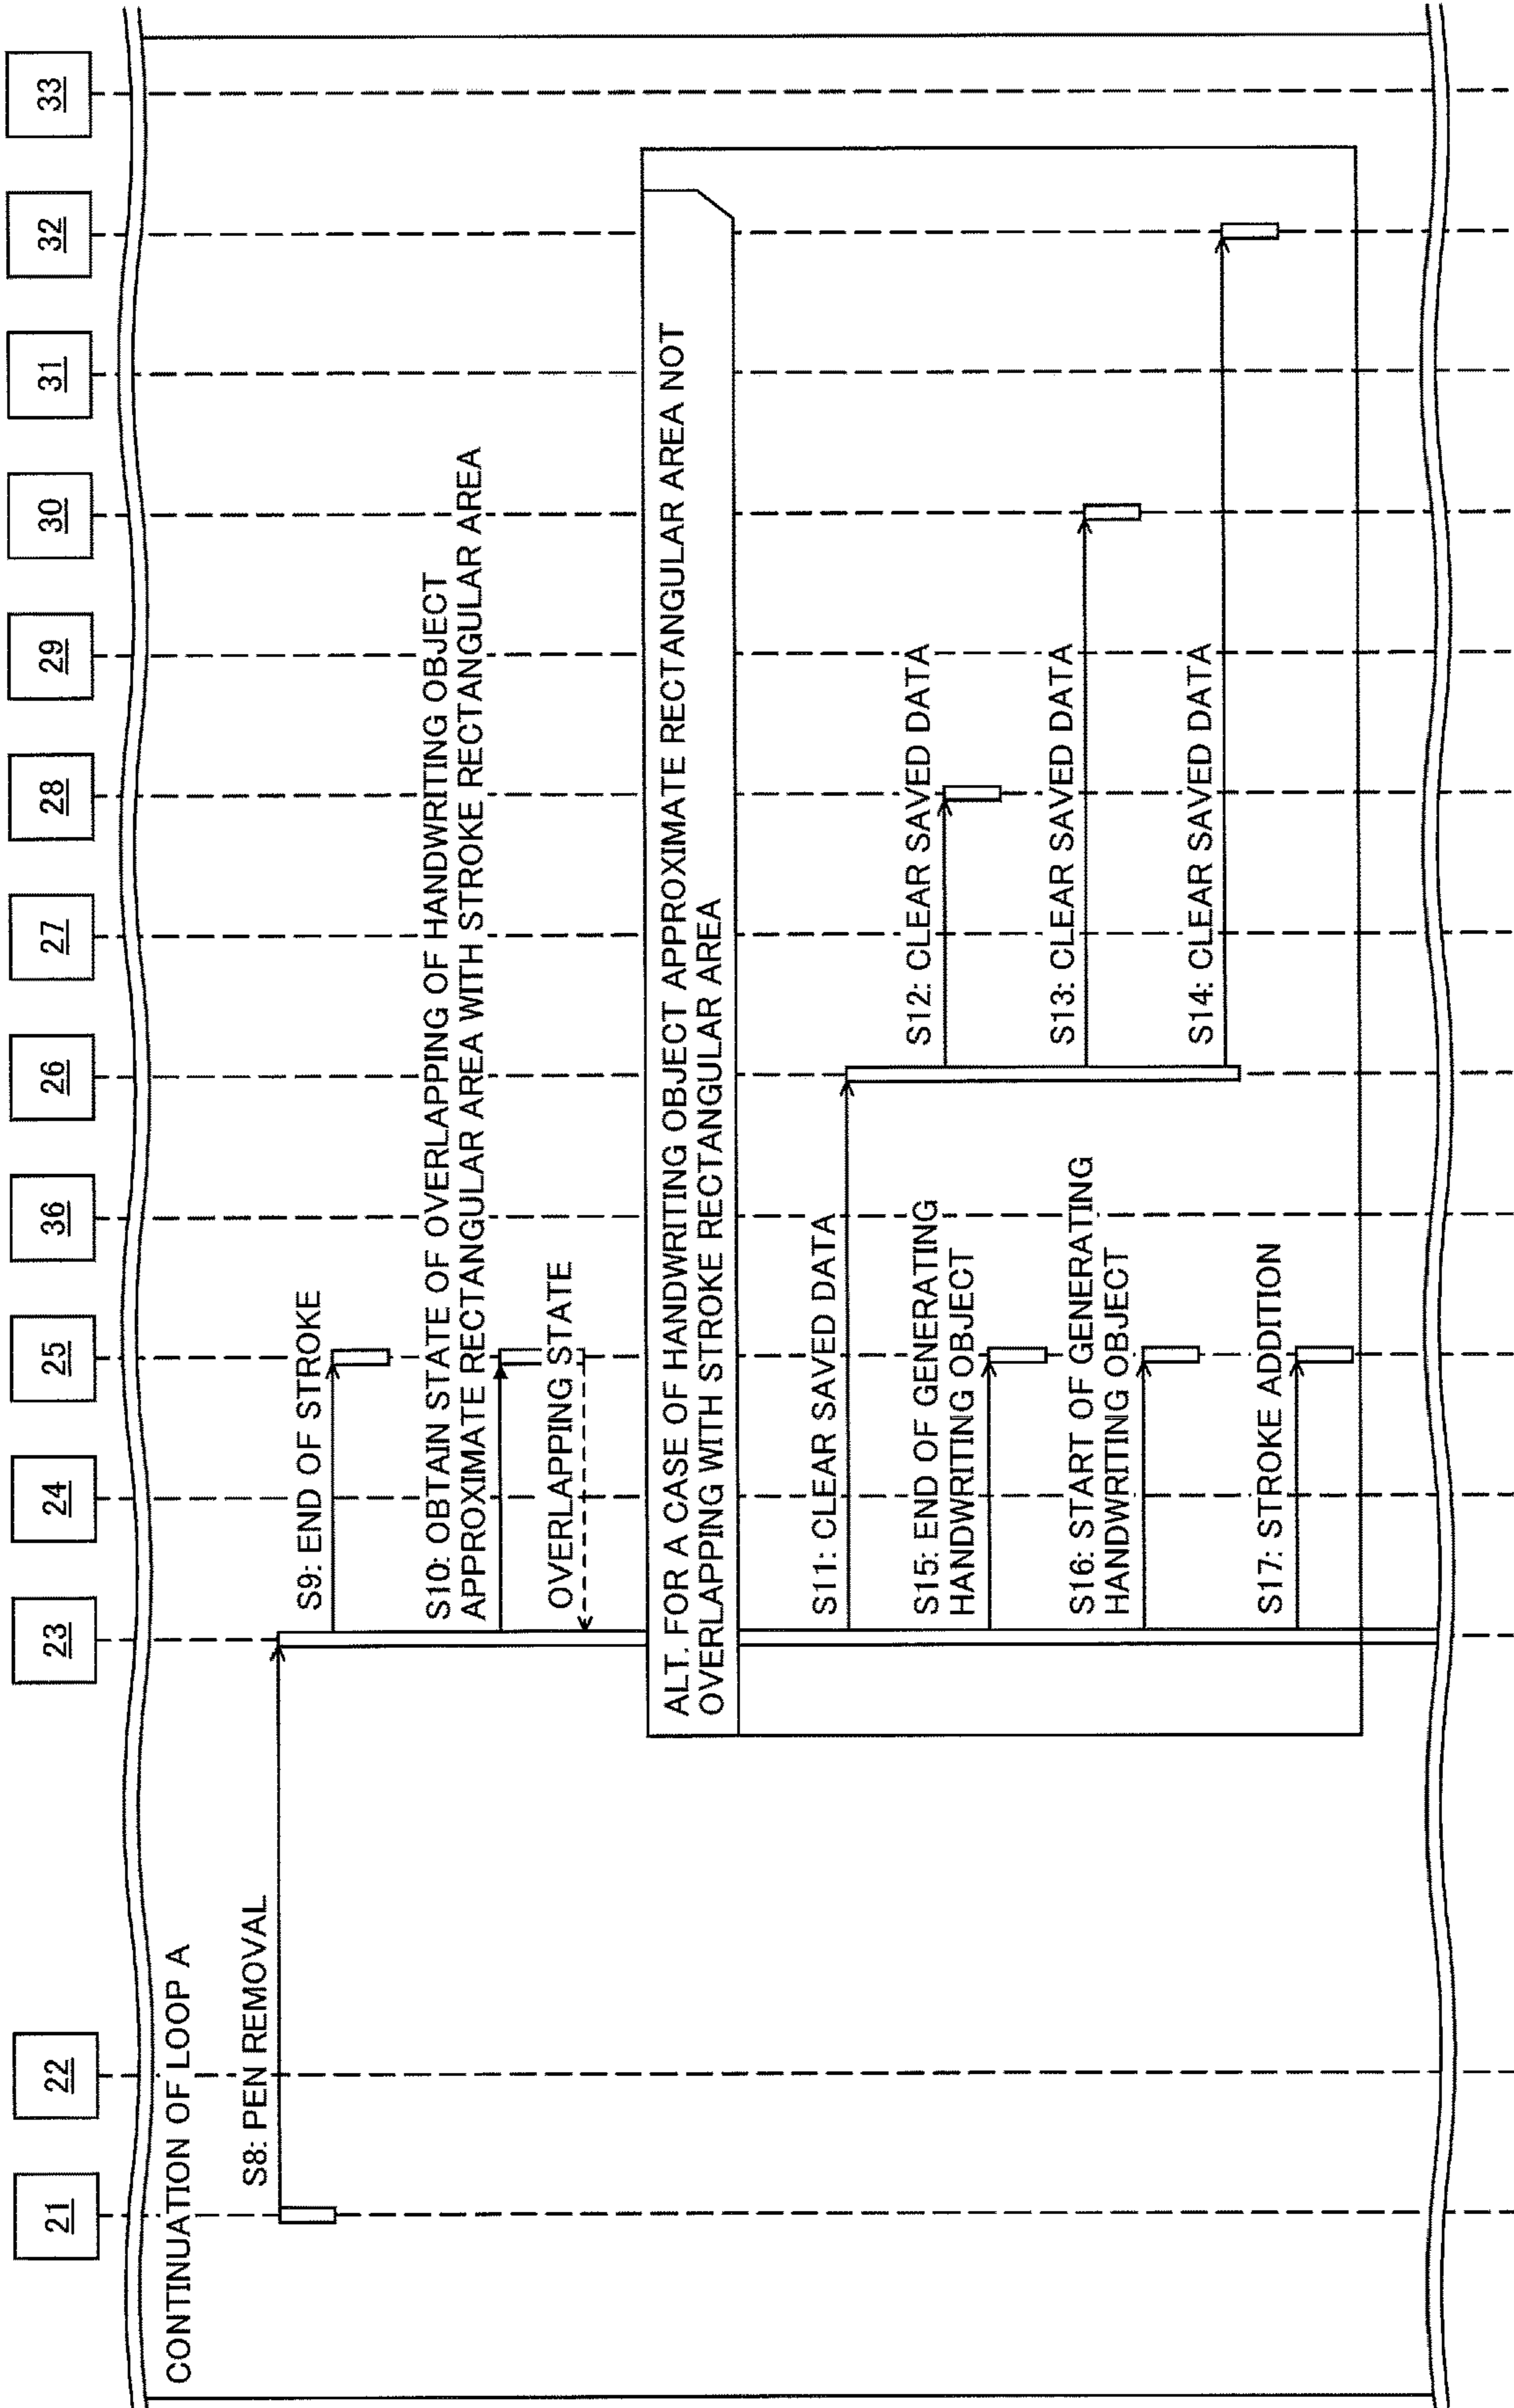 21
22
23
24
25
36
26
27
28
29
30
31
32
33
CONTINUATION OF LOOP A
S8: PEN REMOVAL
S9: END OF STROKE
S10: OBTAIN STATE OF OVERLAPPING OF HANDWRITING OBJECT
APPROXIMATE RECTANGULAR AREA WITH STROKE RECTANGULAR AREA
OVERLAPPING STATE
ALT. FOR A CASE OF HANDWRITING OBJECT APPROXIMATE RECTANGULAR AREA NOT
OVERLAPPING WITH STROKE RECTANGULAR AREA
S11: CLEAR SAVED DATA
S12: CLEAR SAVED DATA
S13: CLEAR SAVED DATA
S14: CLEAR SAVED DATA
S15: END OF GENERATING
HANDWRITING OBJECT
S16: START OF GENERATING
HANDWRITING OBJECT
S17: STROKE ADDITION